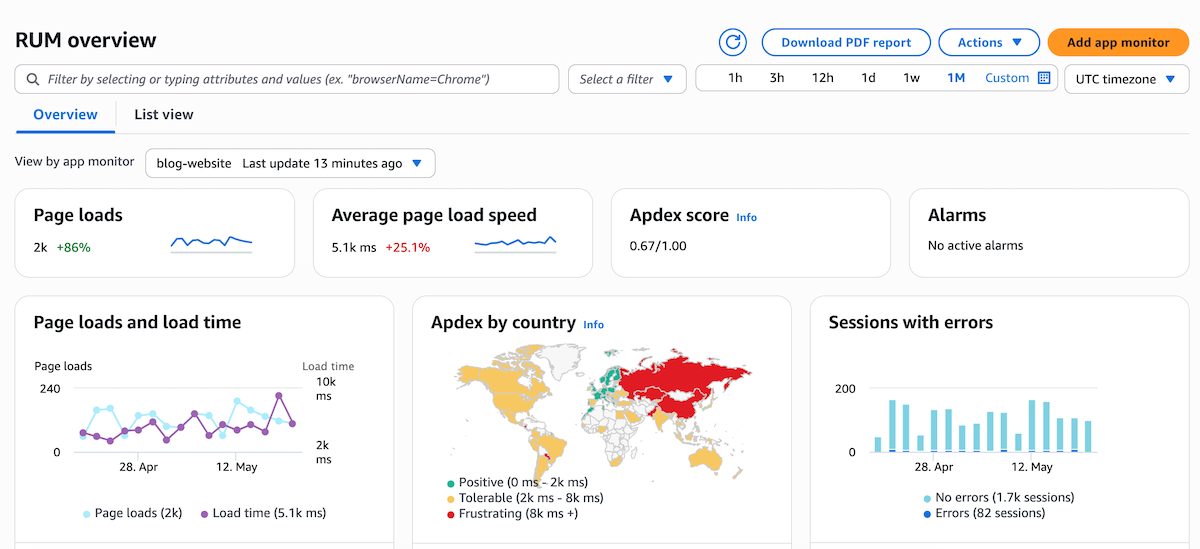 RUM overview
Download PDF report
Actions
Add app monitor
Filter by selecting or typing attributes and values (ex. "browserName=Chrome")
Select a filter
1h 3h 12h 1d 1w 1M Custom
UTC timezone
Overview List view
View by app monitor
blog-website Last update 13 minutes ago
Page loads
2k +86%
Average page load speed
5.1k ms +25.1%
Apdex score Info
0.67/1.00
Alarms
No active alarms
Page loads and load time
Page loads
Load time
240
10k
ms
0
2k
ms
28. Apr 12. May
Page loads (2k) Load time (5.1k ms)
Apdex by country Info
Positive (0 ms - 2k ms)
Tolerable (2k ms - 8k ms)
Frustrating (8k ms +)
Sessions with errors
200
0
28. Apr 12. May
No errors (1.7k sessions)
Errors (82 sessions)